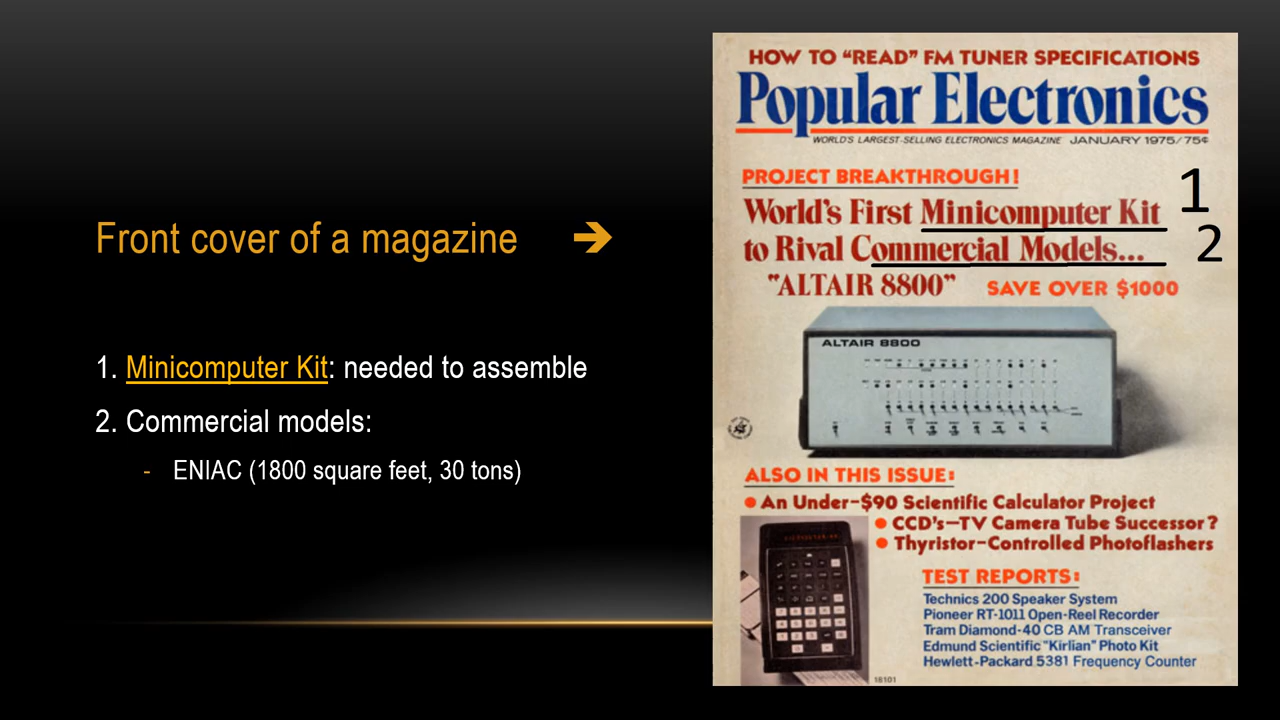 Front cover of a magazine ➔
1. Minicomputer Kit: needed to assemble
2. Commercial models:
- ENIAC (1800 square feet, 30 tons)
HOW TO “READ” FM TUNER SPECIFICATIONS
Popular Electronics
WORLD'S LARGEST-SELLING ELECTRONICS MAGAZINE JANUARY 1975/75¢
PROJECT BREAKTHROUGH!
World's First Minicomputer Kit 1
to Rival Commercial Models... 2
"ALTAIR 8800" SAVE OVER $1000
ALTAIR 8800
ALSO IN THIS ISSUE:
● An Under-$90 Scientific Calculator Project
● CCD's—TV Camera Tube Successor?
● Thyristor-Controlled Photoflashers
TEST REPORTS:
Technics 200 Speaker System
Pioneer RT-1011 Open-Reel Recorder
Tram Diamond-40 CB AM Transceiver
Edmund Scientific "Kirlian" Photo Kit
Hewlett-Packard 5381 Frequency Counter
18101